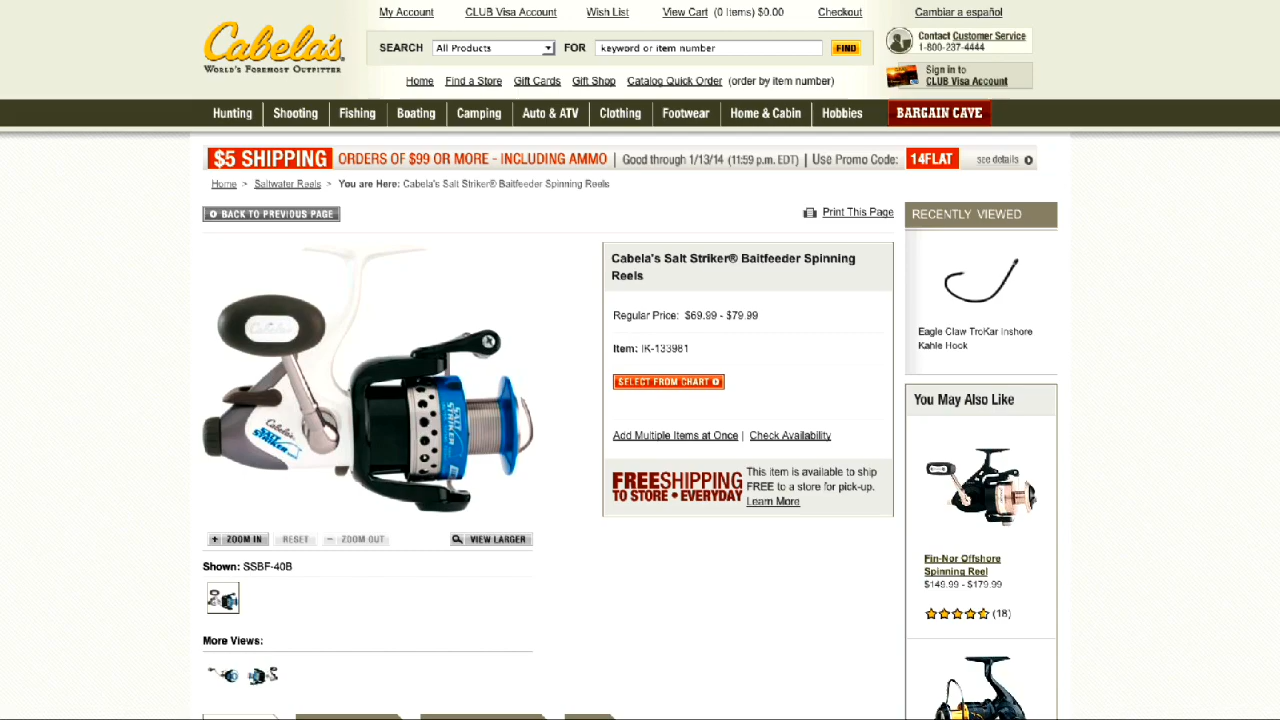 My Account CLUB Visa Account Wish List View Cart (0 Items) $0.00 Checkout Cambiar a español
Cabela's
WORLD'S FOREMOST OUTFITTER
SEARCH All Products FOR keyword or item number FIND
Contact Customer Service
1-800-237-4444
Home Find a Store Gift Cards Gift Shop Catalog Quick Order (order by item number)
Sign in to
CLUB Visa Account
Hunting Shooting Fishing Boating Camping Auto & ATV Clothing Footwear Home & Cabin Hobbies BARGAIN CAVE
$5 SHIPPING ORDERS OF $99 OR MORE - INCLUDING AMMO | Good through 1/13/14 (11:59 p.m. EDT) | Use Promo Code: 14FLAT see details
Home > Saltwater Reels > You are Here: Cabela's Salt Striker® Baitfeeder Spinning Reels
BACK TO PREVIOUS PAGE
Print This Page
RECENTLY VIEWED
Cabela's Salt Striker® Baitfeeder Spinning
Reels
Regular Price: $69.99 - $79.99
Item: IK-133981
SELECT FROM CHART
Add Multiple Items at Once | Check Availability
FREE SHIPPING
TO STORE • EVERYDAY
This item is available to ship
FREE to a store for pick-up.
Learn More
Eagle Claw TroKar Inshore
Kahle Hook
You May Also Like
Fin-Nor Offshore
Spinning Reel
$149.99 - $179.99
(18)
Cabela's
Cabela's
SALT
STRIKER
SALT
STRIKER
+ ZOOM IN RESET - ZOOM OUT VIEW LARGER
Shown: SSBF-40B
More Views: